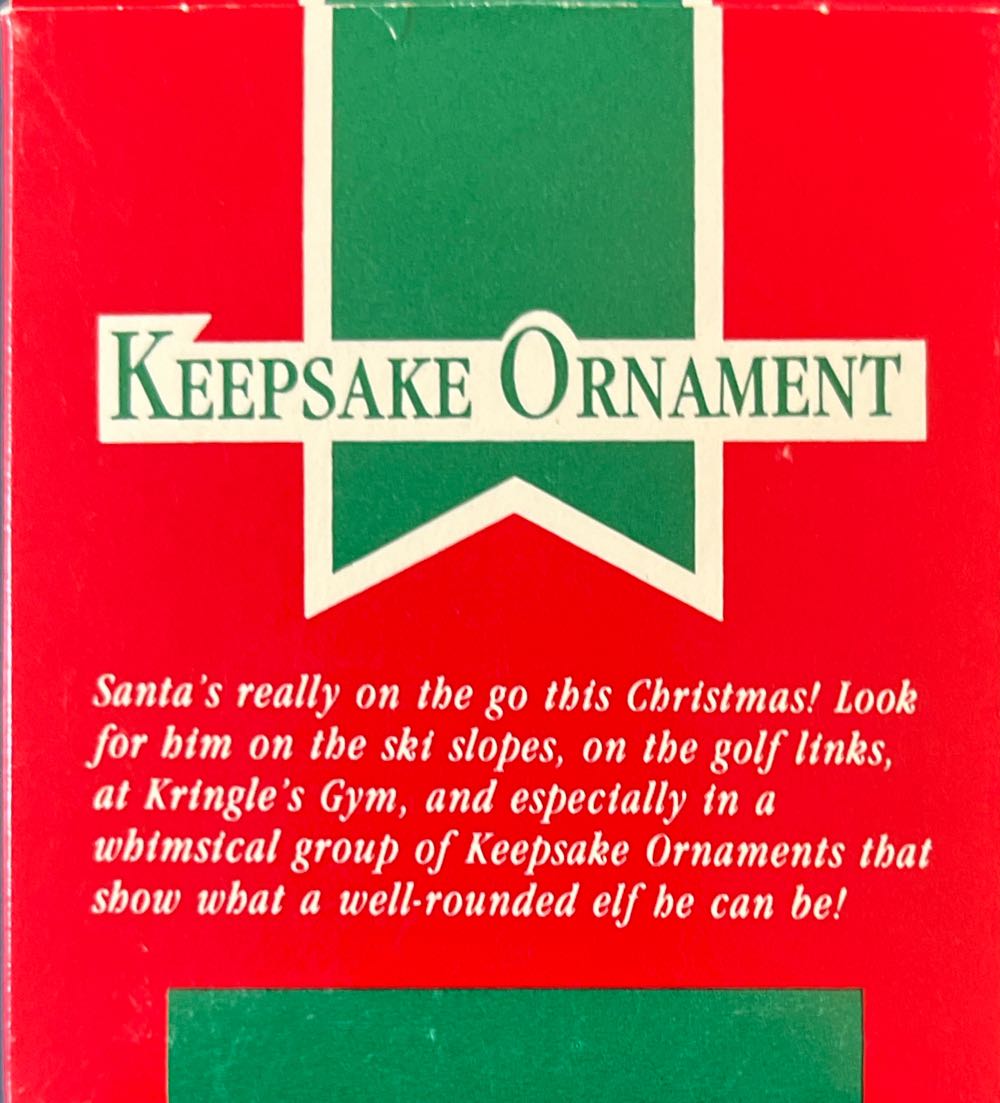 KEEPSAKE ORNAMENT
Santa's really on the go this Christmas! Look
for him on the ski slopes, on the golf links,
at Kringle's Gym, and especially in a
whimsical group of Keepsake Ornaments that
show what a well-rounded elf he can be!